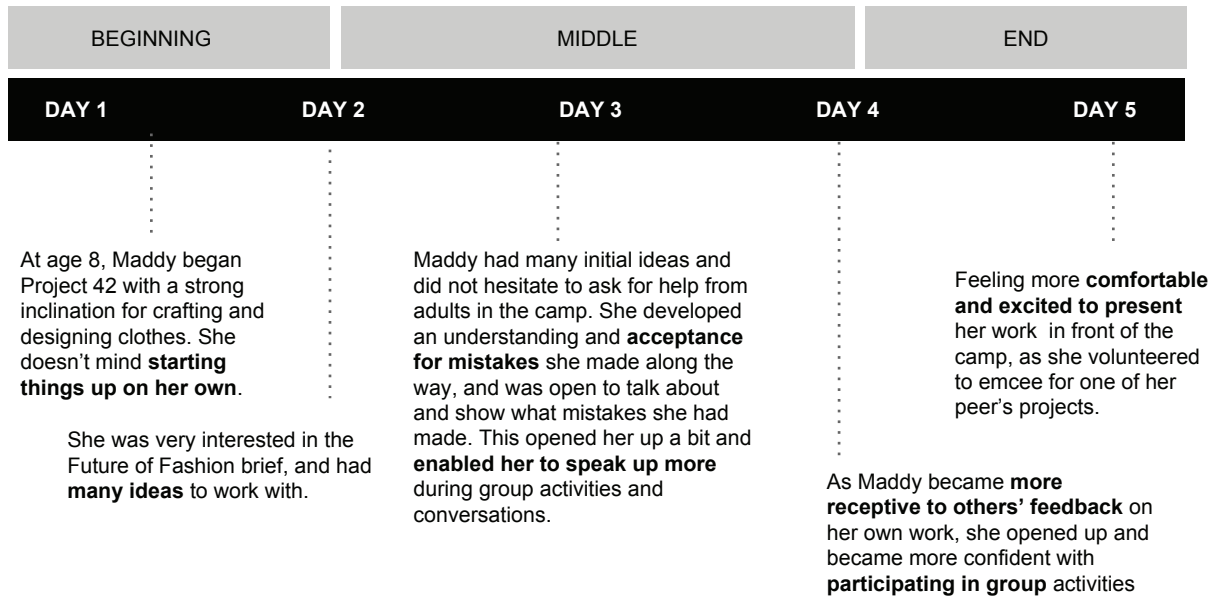 BEGINNING
MIDDLE
END
DAY 1
DAY 2
DAY 3
DAY 4
DAY 5
At age 8, Maddy began
Project 42 with a strong
inclination for crafting and
designing clothes. She
doesn’t mind starting
things up on her own.
She was very interested in the
Future of Fashion brief, and had
many ideas to work with.
Maddy had many initial ideas and
did not hesitate to ask for help from
adults in the camp. She developed
an understanding and acceptance
for mistakes she made along the
way, and was open to talk about
and show what mistakes she had
made. This opened her up a bit and
enabled her to speak up more
during group activities and
conversations.
As Maddy became more
receptive to others’ feedback on
her own work, she opened up and
became more confident with
participating in group activities
Feeling more comfortable
and excited to present
her work in front of the
camp, as she volunteered
to emcee for one of her
peer’s projects.